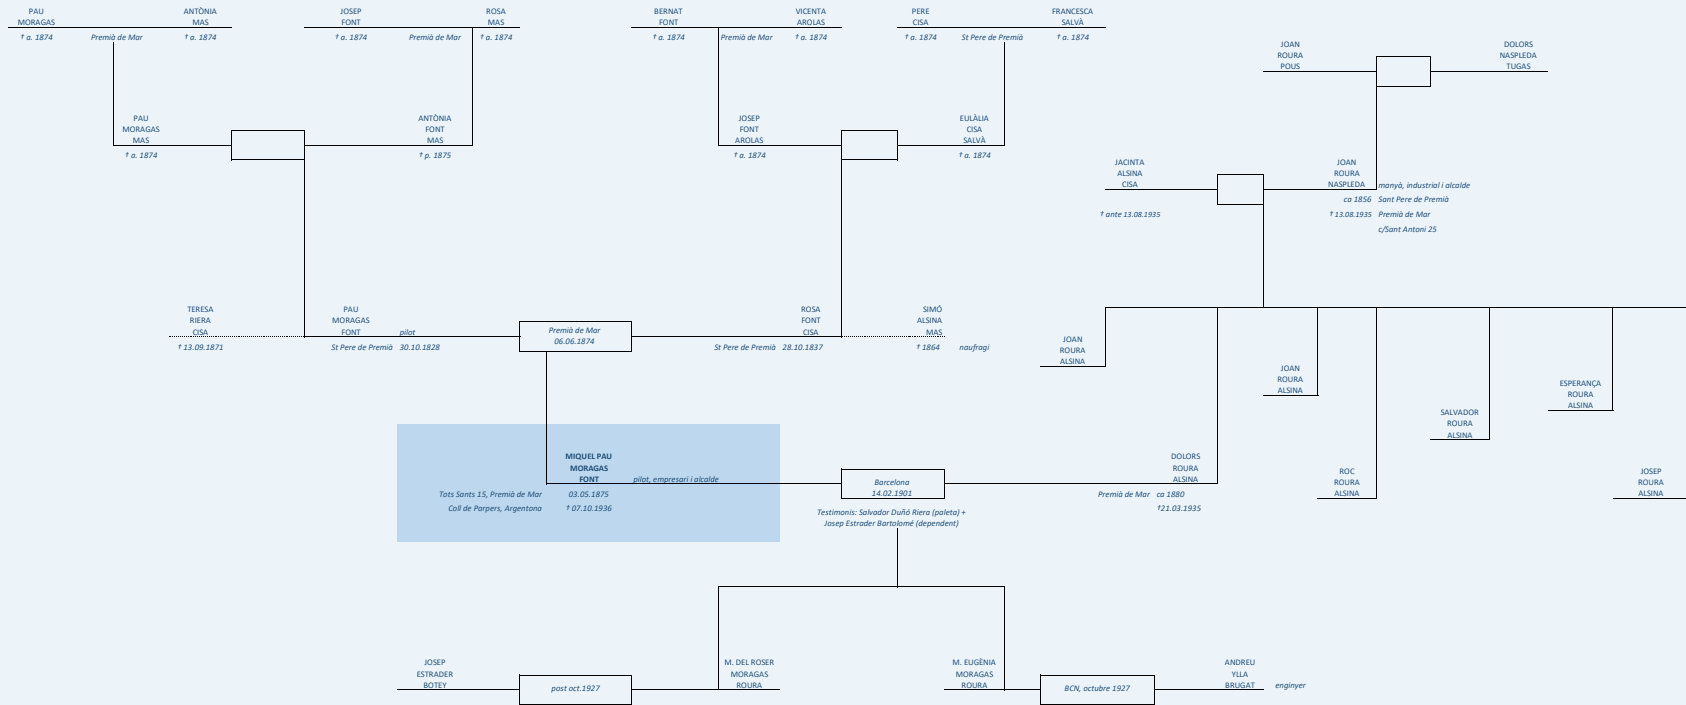 PAU
MORAGAS
ANTÒNIA
MAS
JOSEP
FONT
ROSA
MAS
BERNAT
FONT
VICENTA
AROLAS
PERE
CISA
FRANCESCA
SALVÀ
† a. 1874
Premià de Mar
† a. 1874
† a. 1874
Premià de Mar
† a. 1874
† a. 1874
Premià de Mar
† a. 1874
† a. 1874
St Pere de Premià
† a. 1874
JOAN
ROURA
POUS
DOLORS
NASPLEDA
TUGAS
PAU
MORAGAS
MAS
† a. 1874
ANTÒNIA
FONT
MAS
† p. 1875
JOSEP
FONT
AROLAS
† a. 1874
EULÀLIA
CISA
SALVÀ
† a. 1874
JACINTA
ALSINA
CISA
† ante 13.08.1935
JOAN
ROURA
NASPLEDA
manyà, industrial i alcalde
ca 1856 Sant Pere de Premià
† 13.08.1935 Premià de Mar
c/Sant Antoni 25
TERESA
RIERA
CISA
† 13.09.1871
PAU
MORAGAS
FONT
pilot
St Pere de Premià 30.10.1828
Premià de Mar
06.06.1874
ROSA
FONT
CISA
St Pere de Premià 28.10.1837
SIMÓ
ALSINA
MAS
† 1864 naufragi
JOAN
ROURA
ALSINA
JOAN
ROURA
ALSINA
ESPERANÇA
ROURA
ALSINA
SALVADOR
ROURA
ALSINA
MIQUEL PAU
MORAGAS
FONT
pilot, empresari i alcalde
Tots Sants 15, Premià de Mar 03.05.1875
Coll de Parpers, Argentona † 07.10.1936
Barcelona
14.02.1901
Testimonis: Salvador Duñó Riera (paleta) +
Josep Estrader Bartolomé (dependent)
DOLORS
ROURA
ALSINA
Premià de Mar ca 1880
†21.03.1935
ROC
ROURA
ALSINA
JOSEP
ROURA
ALSINA
JOSEP
ESTRADER
BOTEY
post oct.1927
M. DEL ROSER
MORAGAS
ROURA
M. EUGÈNIA
MORAGAS
ROURA
BCN, octubre 1927
ANDREU
YLLA
BRUGAT
enginyer